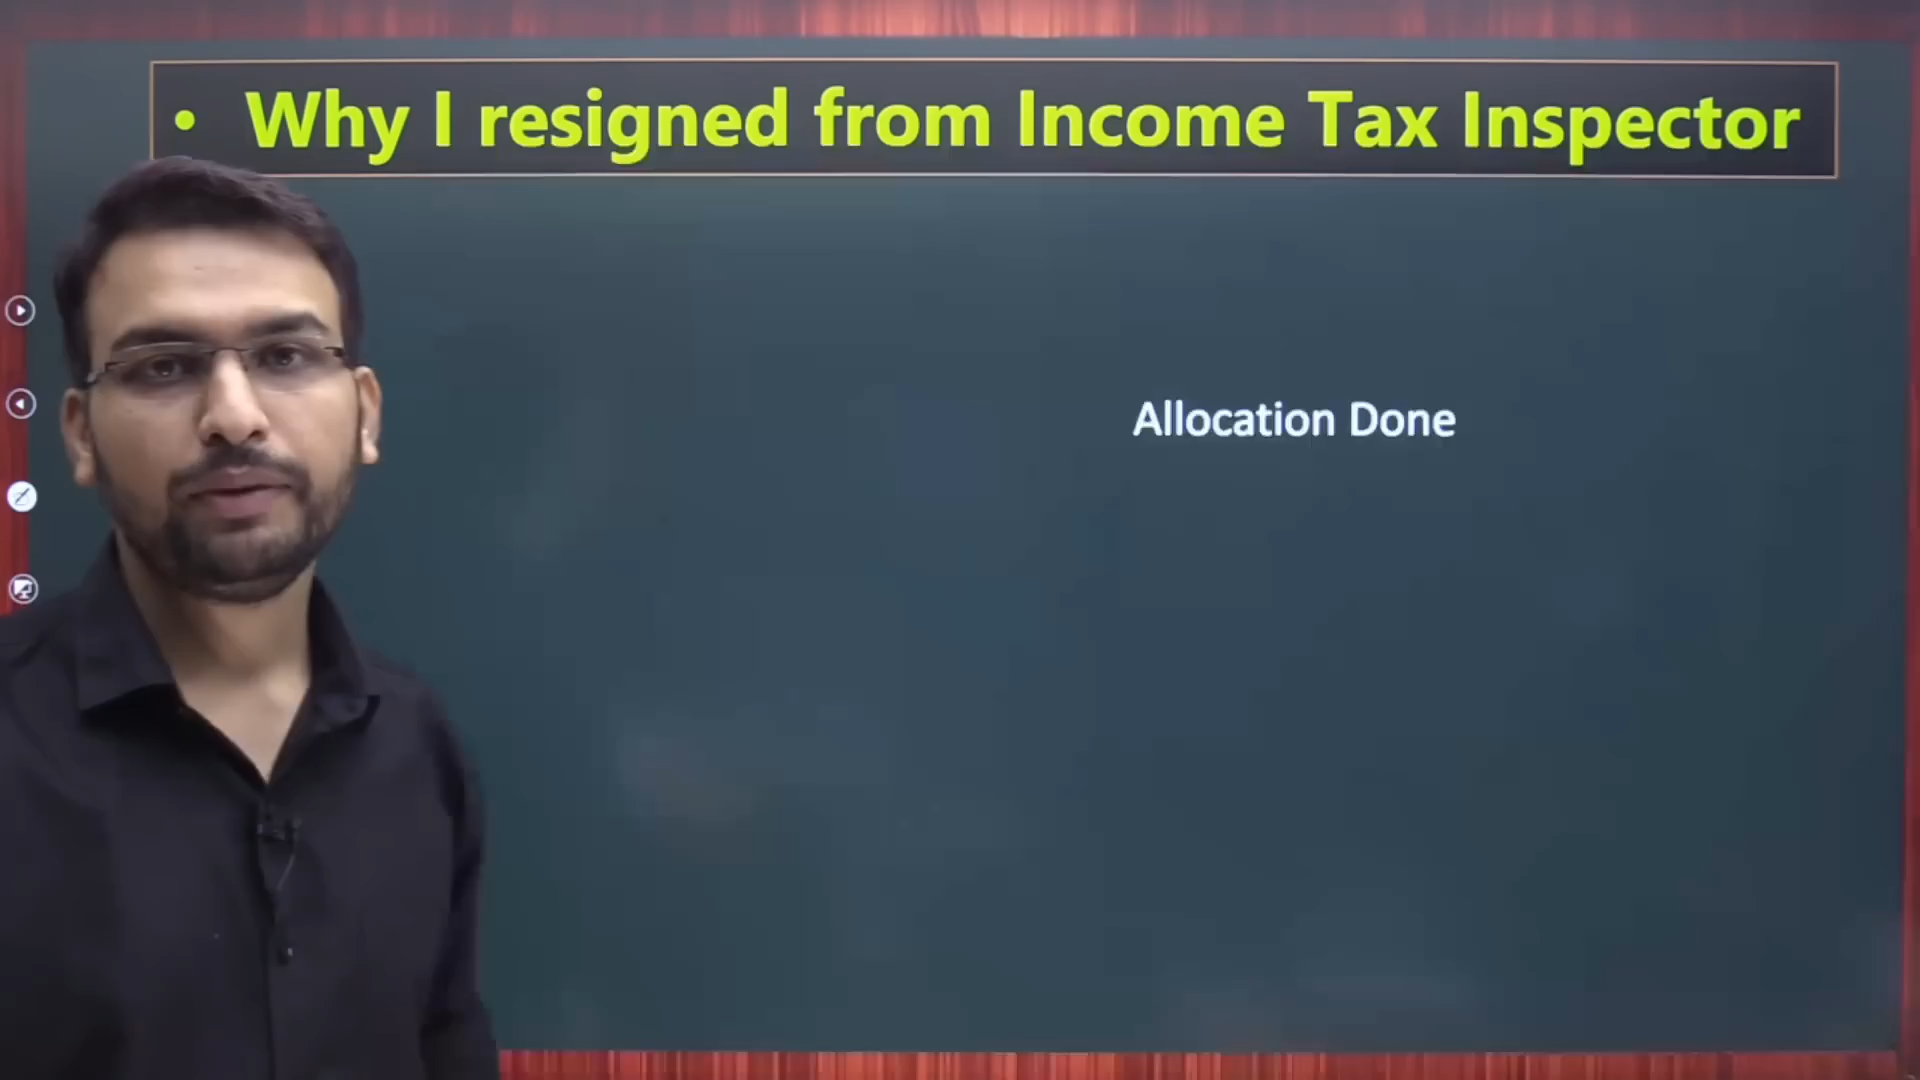 • Why I resigned from Income Tax Inspector
Allocation Done